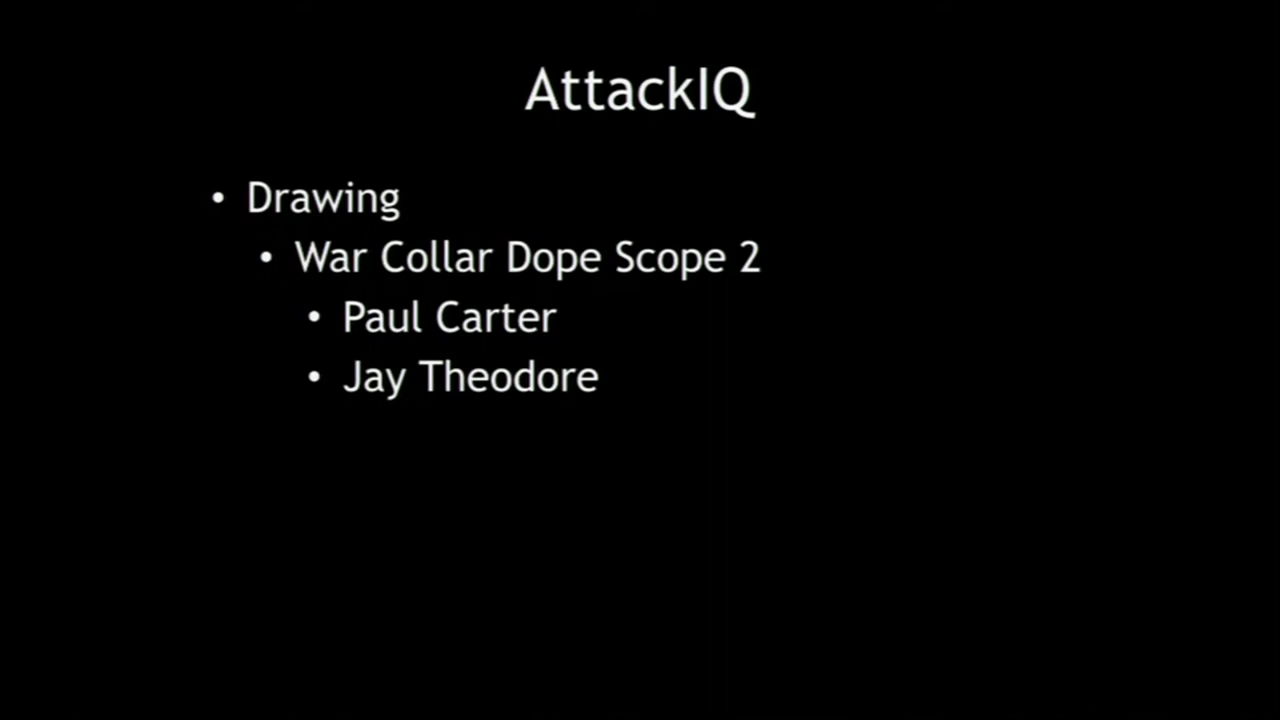 AttackIQ
• Drawing
• War Collar Dope Scope 2
• Paul Carter
• Jay Theodore